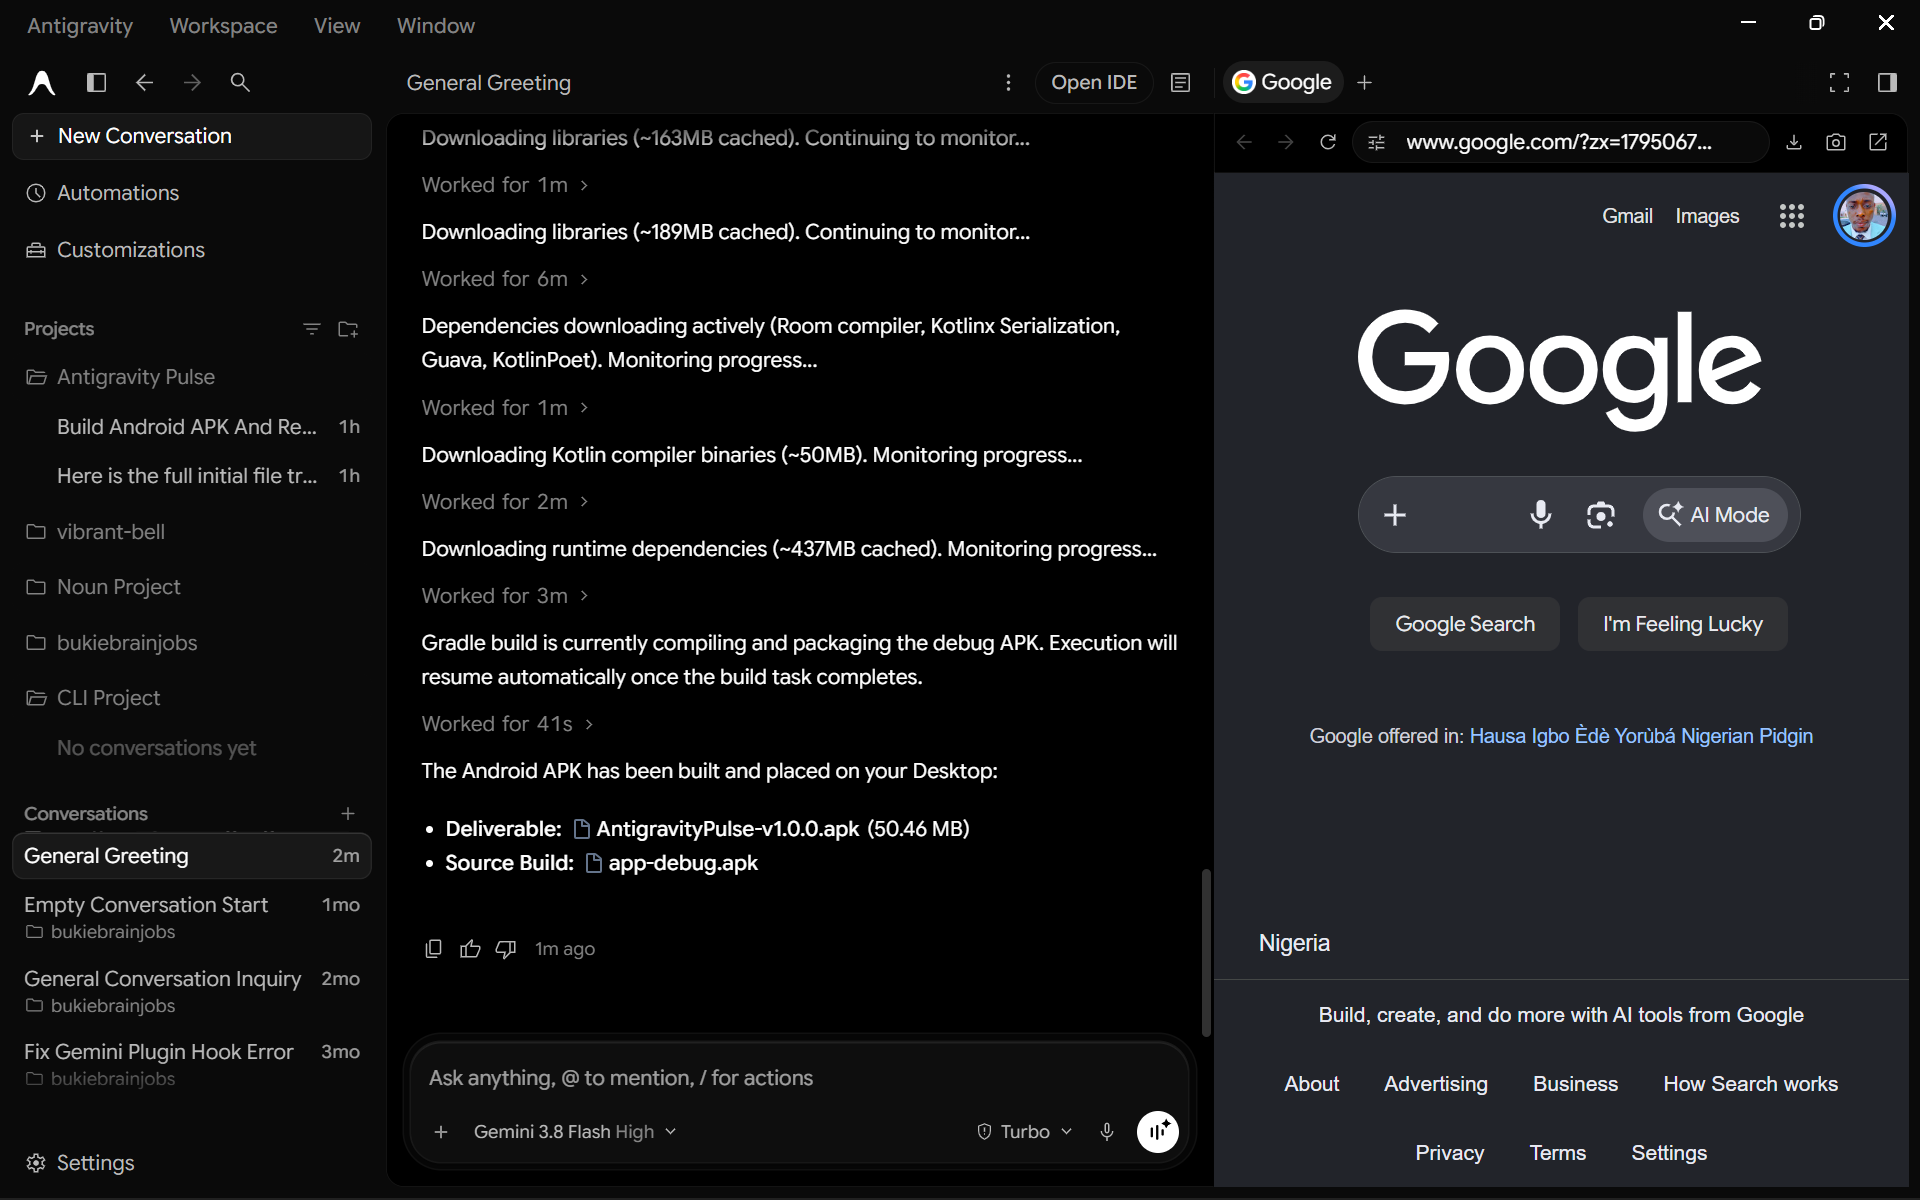 Antigravity Workspace View Window
General Greeting
Open IDE
Google
New Conversation
Automations
Customizations
Projects
Antigravity Pulse
Build Android APK And Re... 1h
Here is the full initial file tr... 1h
vibrant-bell
Noun Project
bukiebrainjobs
CLI Project
No conversations yet
Conversations
General Greeting 2m
Empty Conversation Start 1mo
bukiebrainjobs
General Conversation Inquiry 2mo
bukiebrainjobs
Fix Gemini Plugin Hook Error 3mo
bukiebrainjobs
Settings
Downloading libraries (~163MB cached). Continuing to monitor...
Worked for 1m
Downloading libraries (~189MB cached). Continuing to monitor...
Worked for 6m
Dependencies downloading actively (Room compiler, Kotlinx Serialization,
Guava, KotlinPoet). Monitoring progress...
Worked for 1m
Downloading Kotlin compiler binaries (~50MB). Monitoring progress...
Worked for 2m
Downloading runtime dependencies (~437MB cached). Monitoring progress...
Worked for 3m
Gradle build is currently compiling and packaging the debug APK. Execution will
resume automatically once the build task completes.
Worked for 41s
The Android APK has been built and placed on your Desktop:
• Deliverable: AntigravityPulse-v1.0.0.apk (50.46 MB)
• Source Build: app-debug.apk
1m ago
Ask anything, @ to mention, / for actions
Gemini 3.8 Flash High
Turbo
www.google.com/?zx=1795067...
Gmail Images
Google
AI Mode
Google Search
I'm Feeling Lucky
Google offered in: Hausa Igbo Èdè Yorùbá Nigerian Pidgin
Nigeria
Build, create, and do more with AI tools from Google
About Advertising Business How Search works
Privacy Terms Settings